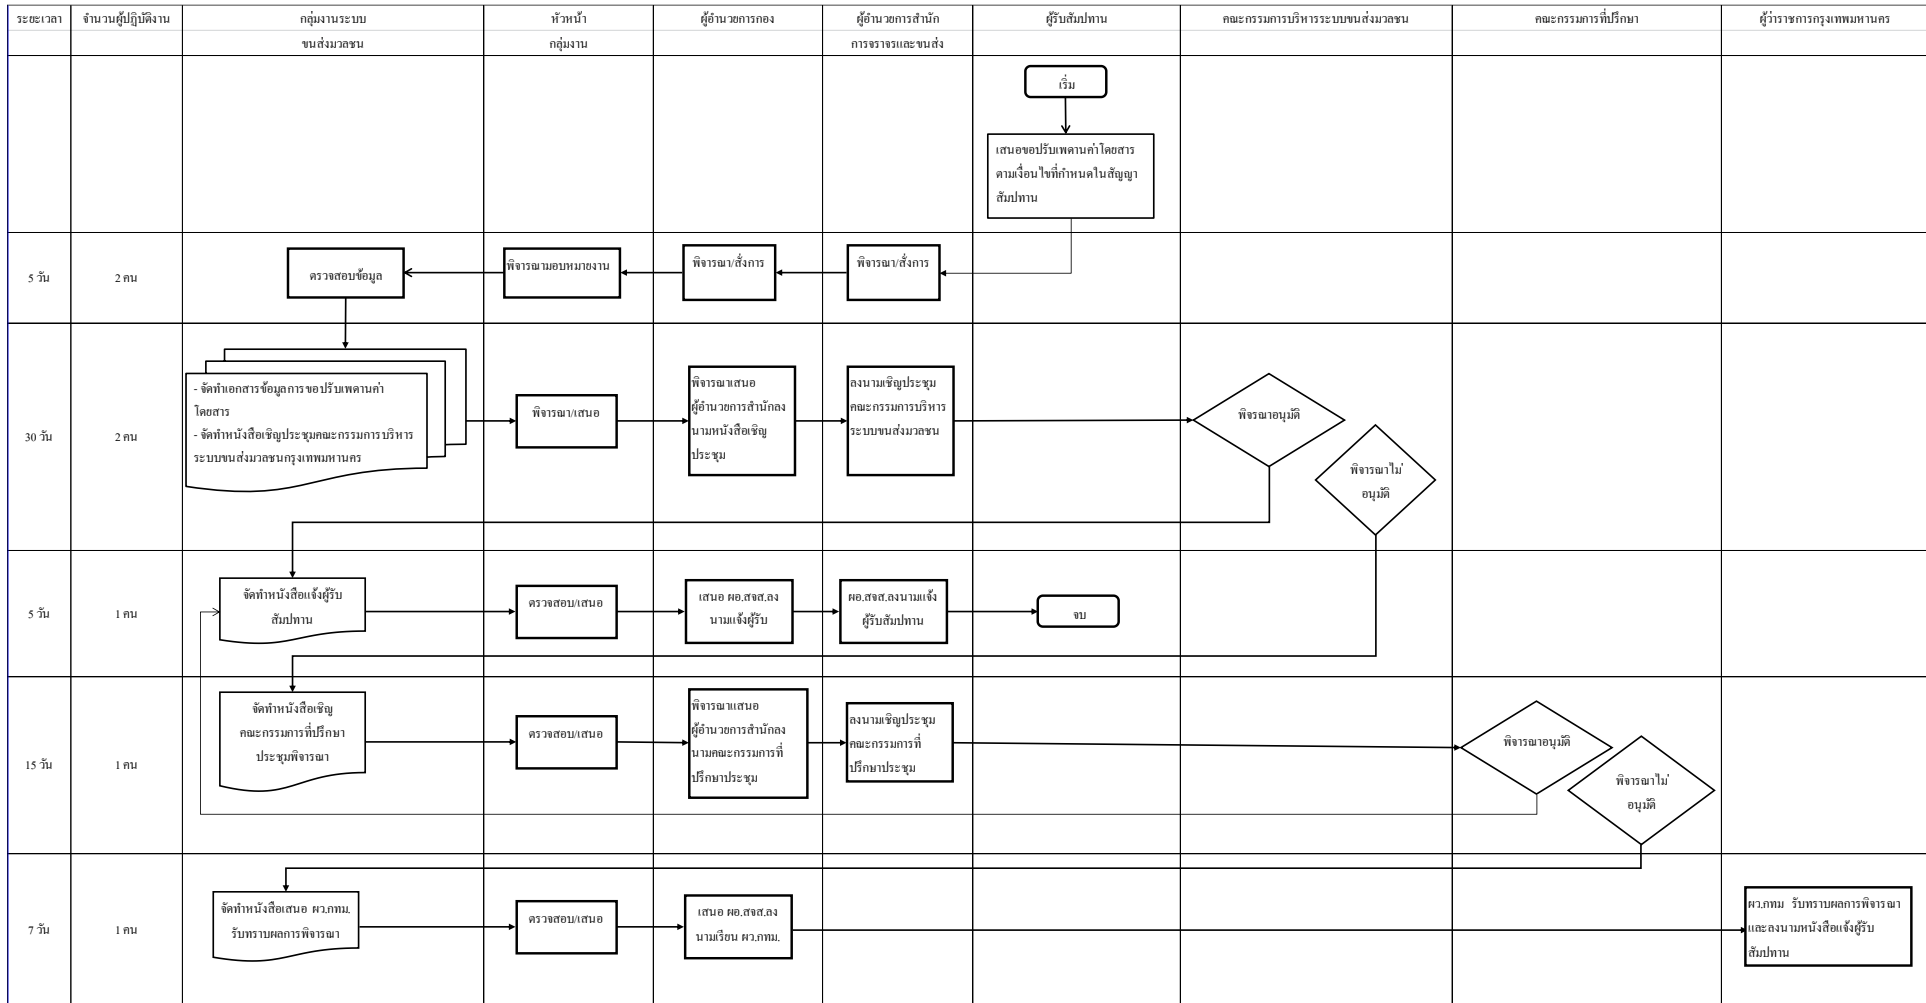 ระยะเวลา
จำนวนผู้ปฏิบัติงาน
กลุ่มงานระบบ
ขนส่งมวลชน
หัวหน้า
กลุ่มงาน
ผู้อำนวยการกอง
ผู้อำนวยการสำนัก
การจราจรและขนส่ง
ผู้รับสัมปทาน
คณะกรรมการบริหารระบบขนส่งมวลชน
คณะกรรมการที่ปรึกษา
ผู้ว่าราชการกรุงเทพมหานคร
เริ่ม
เสนอขอปรับเพดานค่าโดยสาร
ตามเงื่อนไขที่กำหนดในสัญญา
สัมปทาน
5 วัน
2 คน
ตรวจสอบข้อมูล
พิจารณามอบหมายงาน
พิจารณา/สั่งการ
พิจารณา/สั่งการ
30 วัน
2 คน
- จัดทำเอกสารข้อมูลการขอปรับเพดานค่า
โดยสาร
- จัดทำหนังสือเชิญประชุมคณะกรรมการบริหาร
ระบบขนส่งมวลชนกรุงเทพมหานคร
พิจารณา/เสนอ
พิจารณาเสนอ
ผู้อำนวยการสำนักลง
นามหนังสือเชิญ
ประชุม
ลงนามเชิญประชุม
คณะกรรมการบริหาร
ระบบขนส่งมวลชน
พิจรณาอนุมัติ
พิจารณาไม่
อนุมัติ
5 วัน
1 คน
จัดทำหนังสือแจ้งผู้รับ
สัมปทาน
ตรวจสอบ/เสนอ
เสนอ ผอ.สจส.ลง
นามแจ้งผู้รับ
ผอ.สจส.ลงนามแจ้ง
ผู้รับสัมปทาน
จบ
15 วัน
1 คน
จัดทำหนังสือเชิญ
คณะกรรมการที่ปรึกษา
ประชุมพิจารณา
ตรวจสอบ/เสนอ
พิจารณาแสนอ
ผู้อำนวยการสำนักลง
นามคณะกรรมการที่
ปรึกษาประชุม
ลงนามเชิญประชุม
คณะกรรมการที่
ปรึกษาประชุม
พิจารณาอนุมัติ
พิจารณาไม่
อนุมัติ
7 วัน
1 คน
จัดทำหนังสือเสนอ ผว.กทม.
รับทราบผลการพิจารณา
ตรวจสอบ/เสนอ
เสนอ ผอ.สจส.ลง
นามเรียน ผว.กทม.
ผว.กทม รับทราบผลการพิจารณา
และลงนามหนังสือแจ้งผู้รับ
สัมปทาน